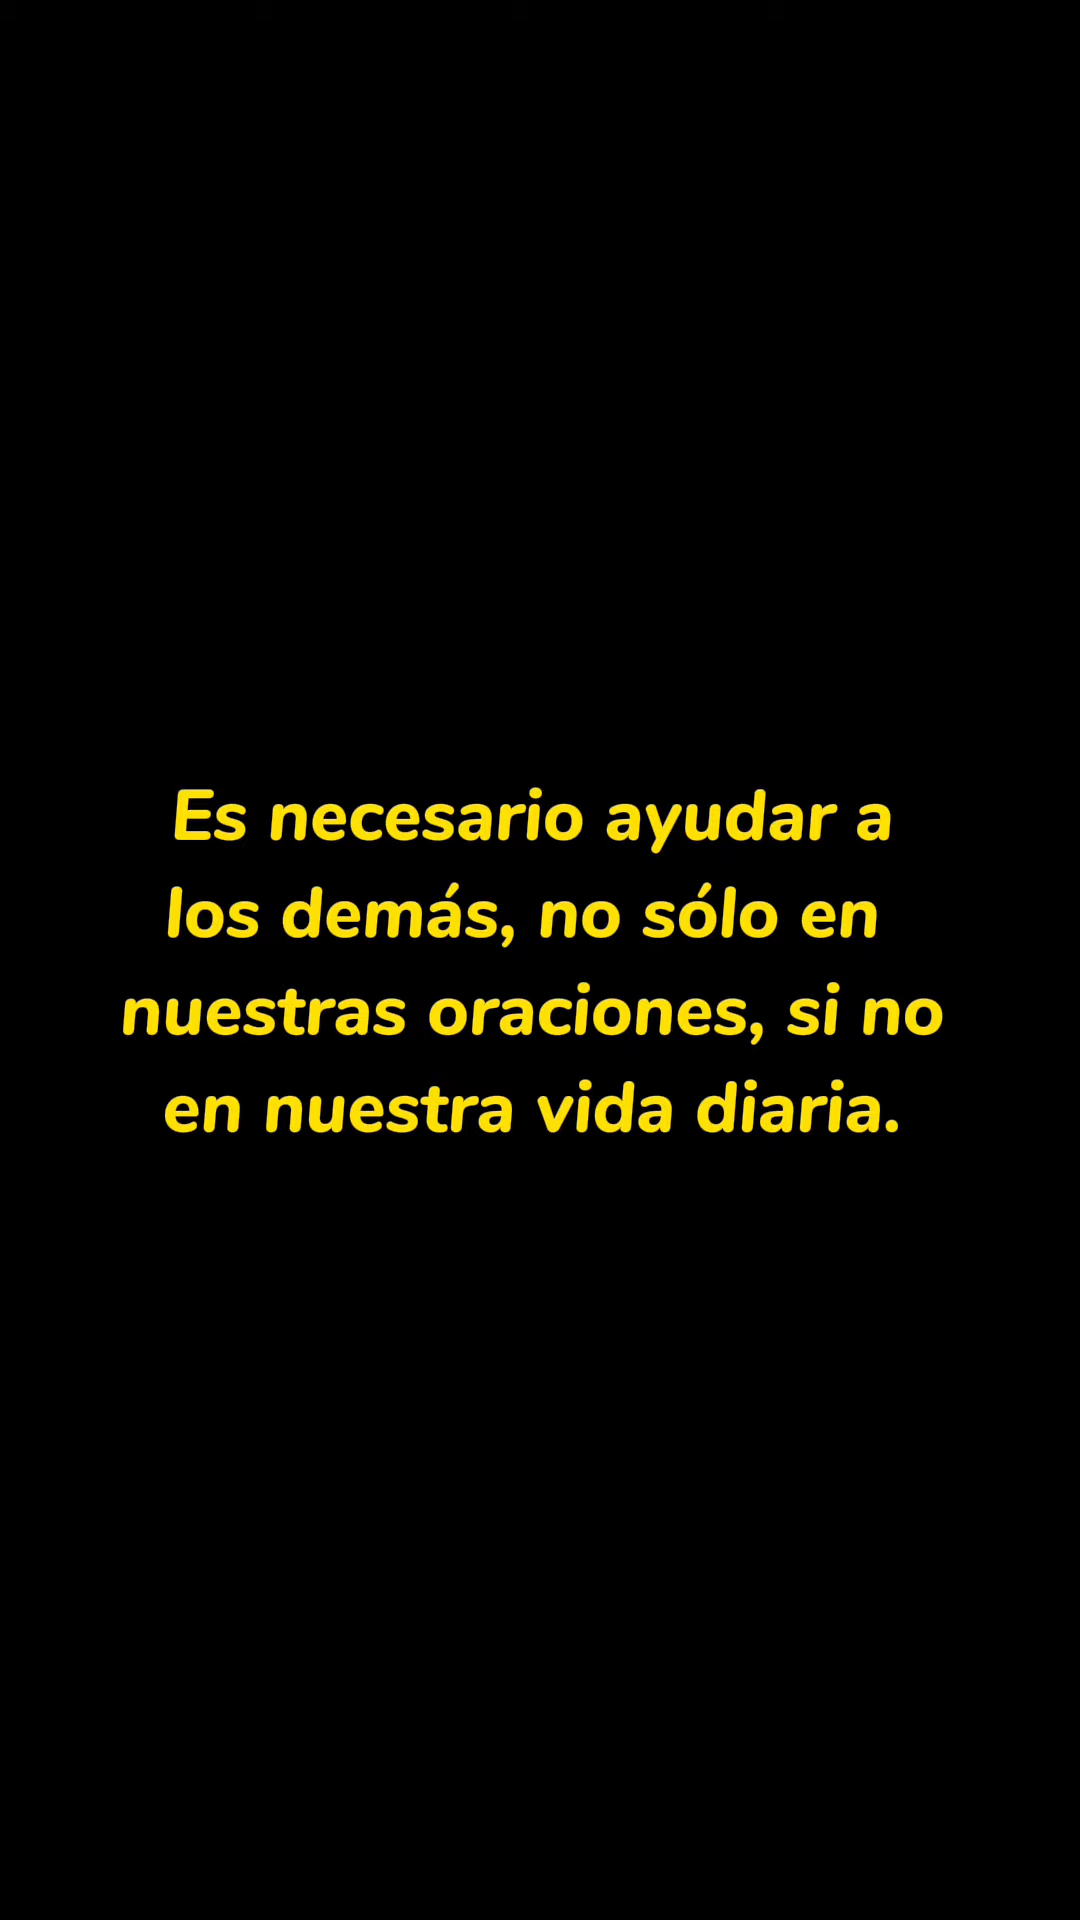 Es necesario ayudar a
los demás, no sólo en
nuestras oraciones, si no
en nuestra vida diaria.